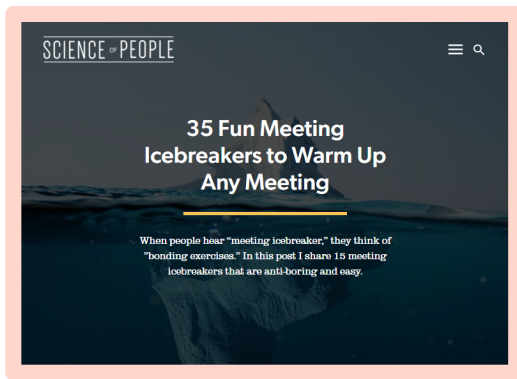 SCIENCE OF PEOPLE
35 Fun Meeting
Icebreakers to Warm Up
Any Meeting
When people hear “meeting icebreaker,” they think of
”bonding exercises.” In this post I share 15 meeting
icebreakers that are anti-boring and easy.